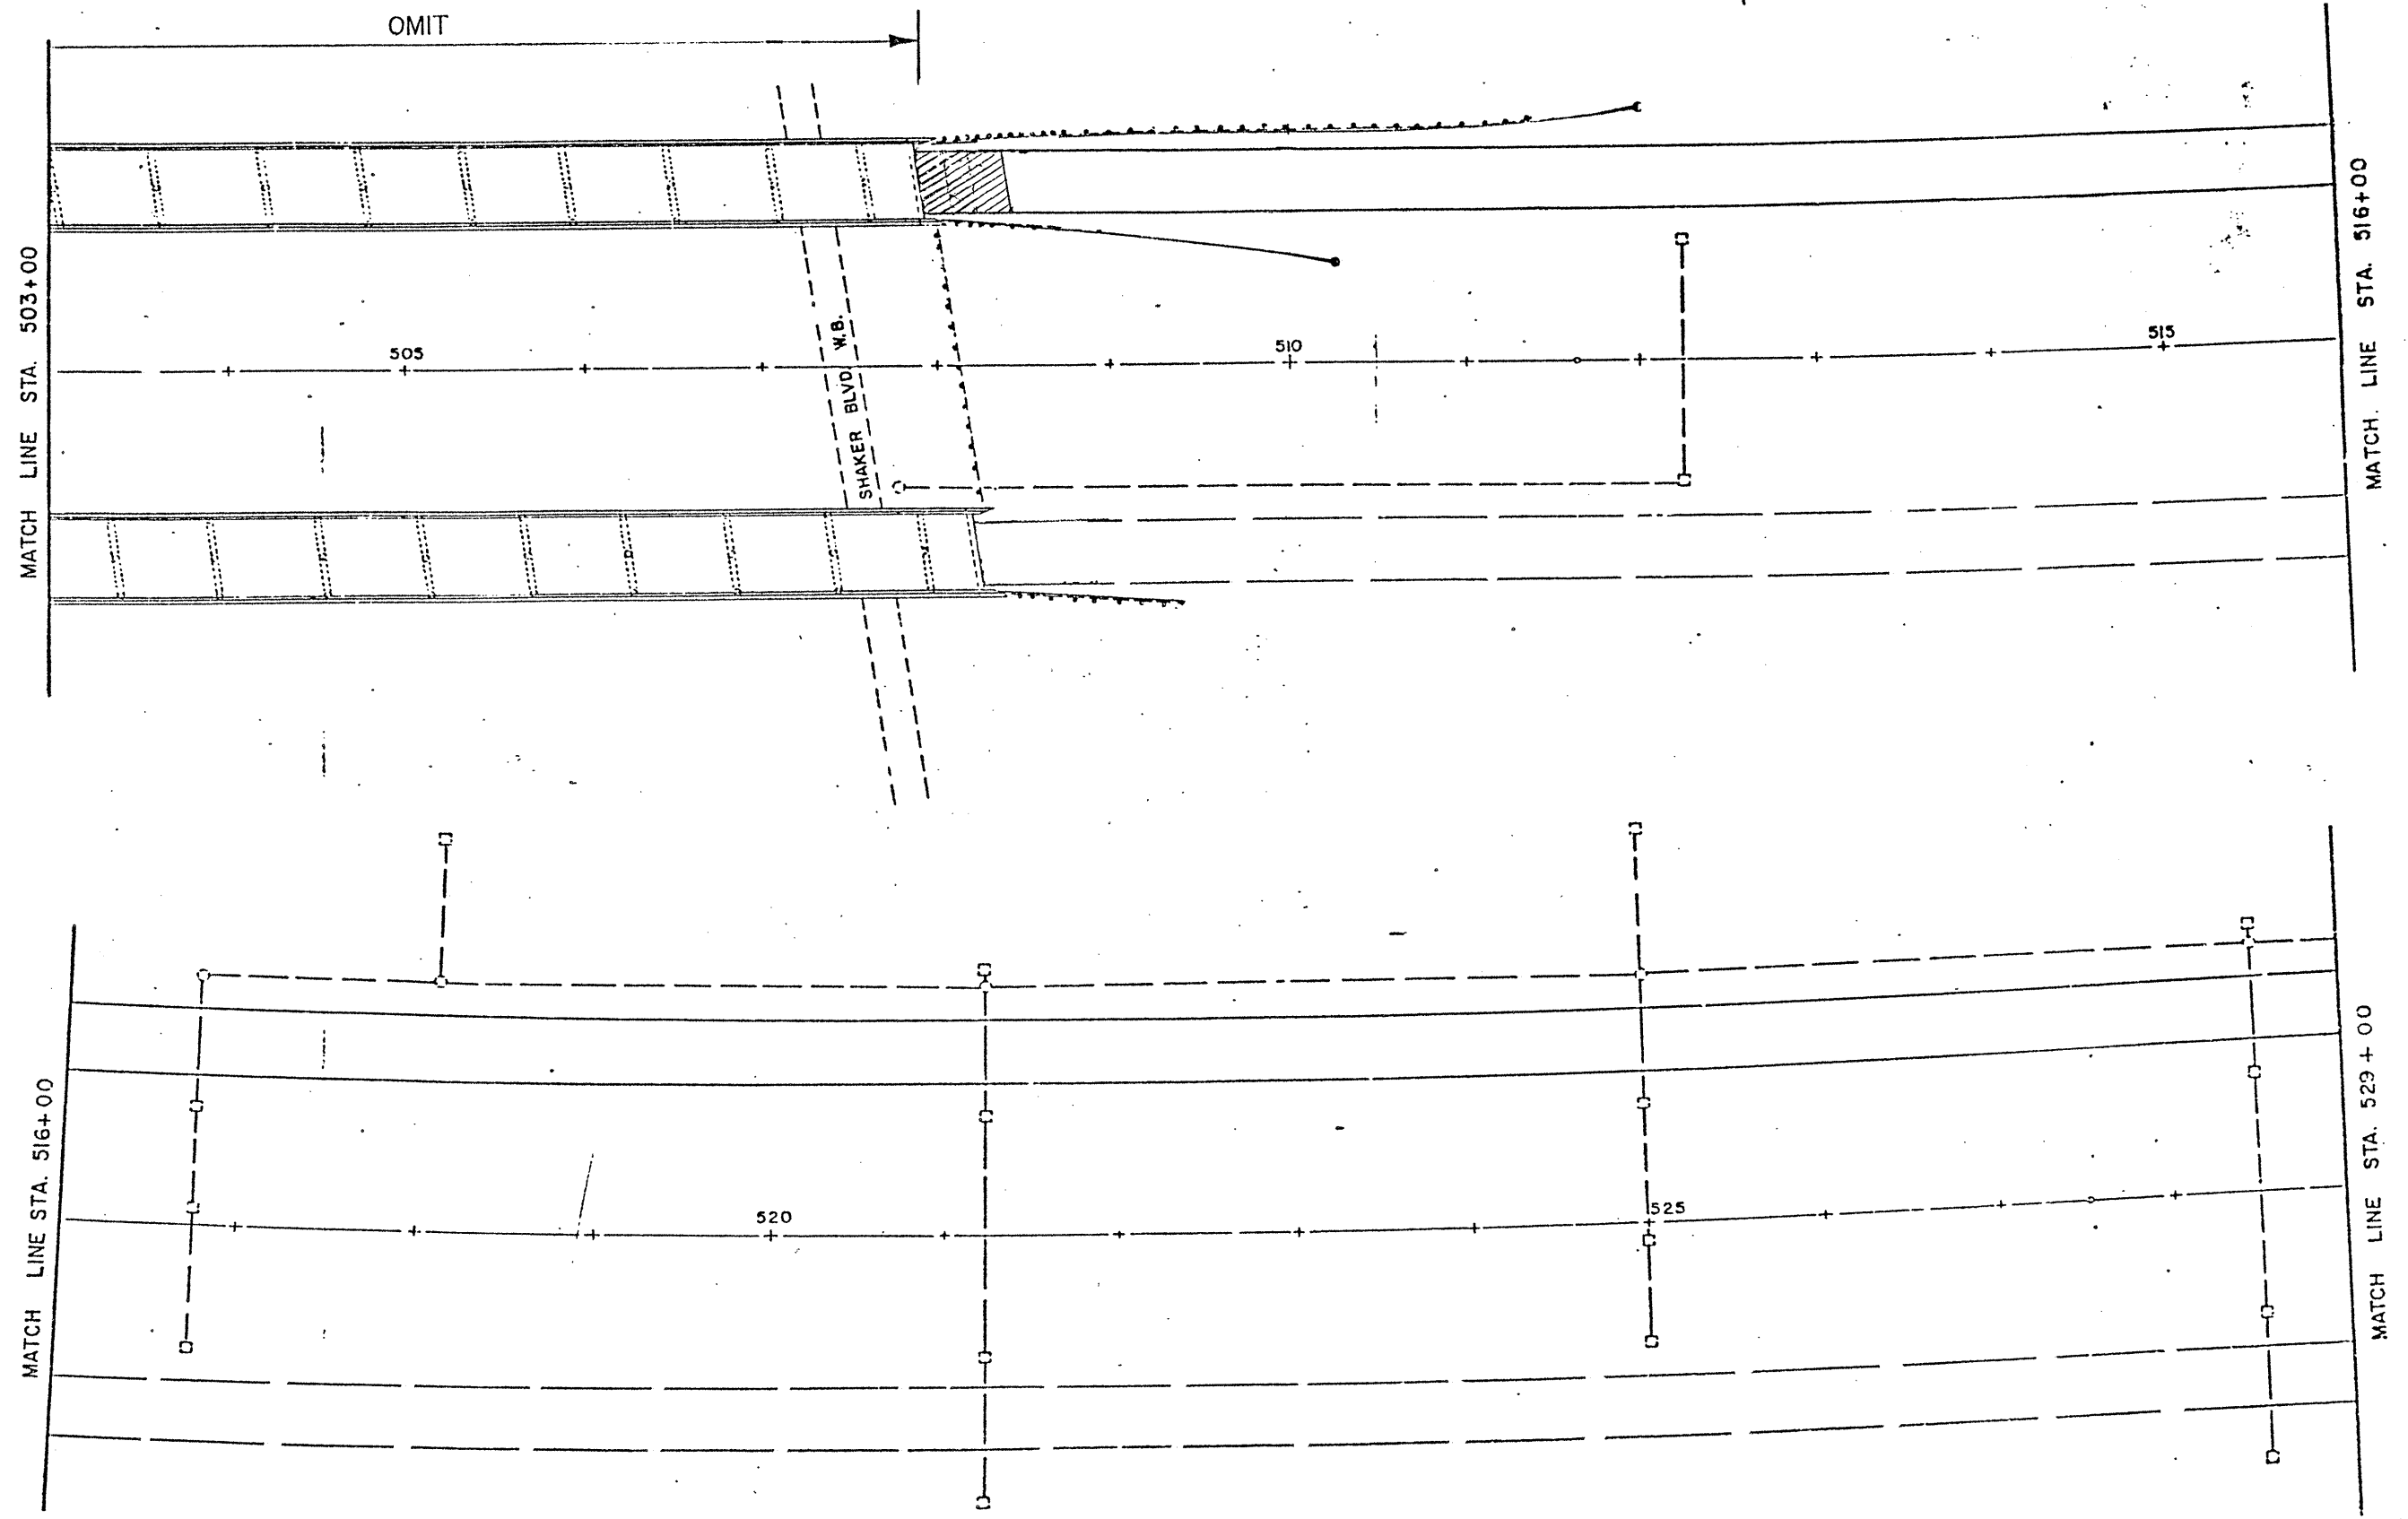 OMIT
MATCH LINE STA. 503+00
505
SHAKER BLVD. W.B.
510
515
MATCH. LINE STA. 516+00
MATCH LINE STA. 516+00
520
525
MATCH LINE STA. 529+00